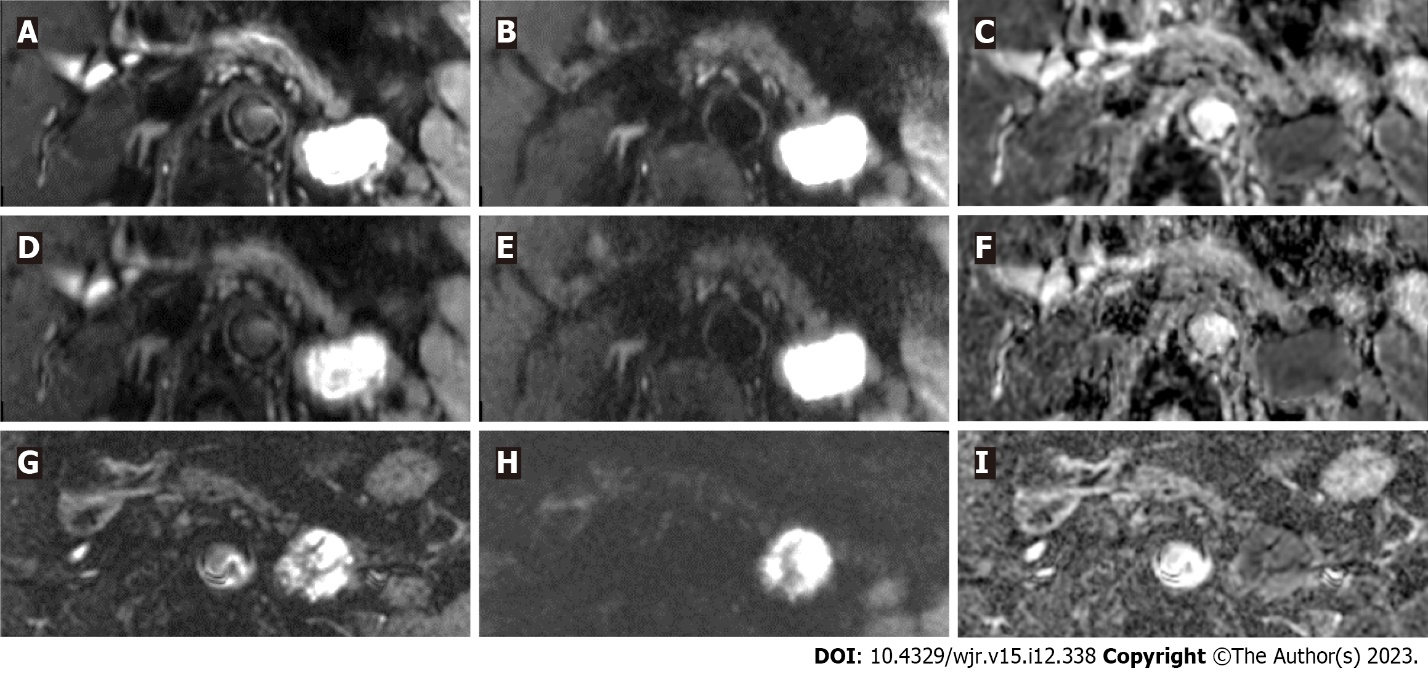 A B C
D E F
G H I
DOI: 10.4329/wjr.v15.i12.338 Copyright ©The Author(s) 2023.